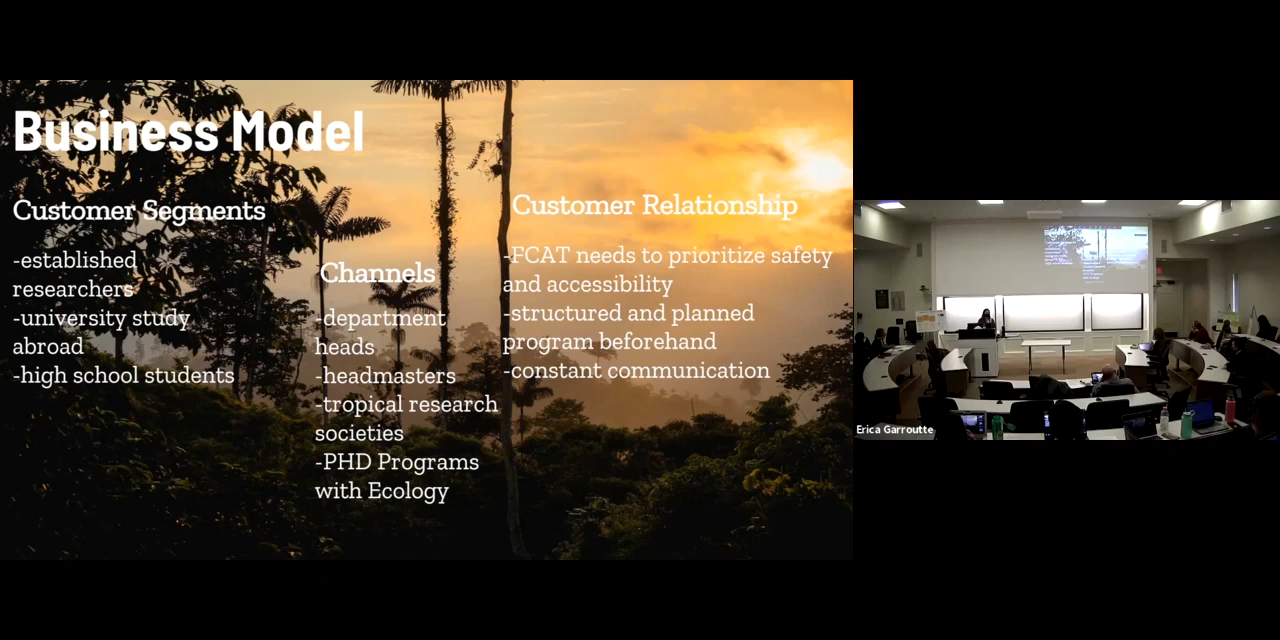 Business Model
Customer Segments
-established
researchers
-university study
abroad
-high school students
Channels
-department
heads
-headmasters
-tropical research
societies
-PHD Programs
with Ecology
Customer Relationship
-FCAT needs to prioritize safety
and accessibility
-structured and planned
program beforehand
-constant communication
Erica Garroutte